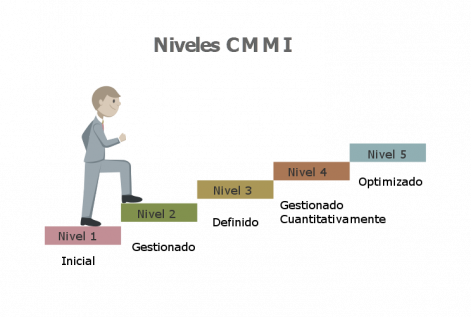 Niveles CMMI
Nivel 5
Optimizado
Nivel 4
Gestionado
Cuantitativamente
Nivel 3
Definido
Nivel 2
Gestionado
Nivel 1
Inicial